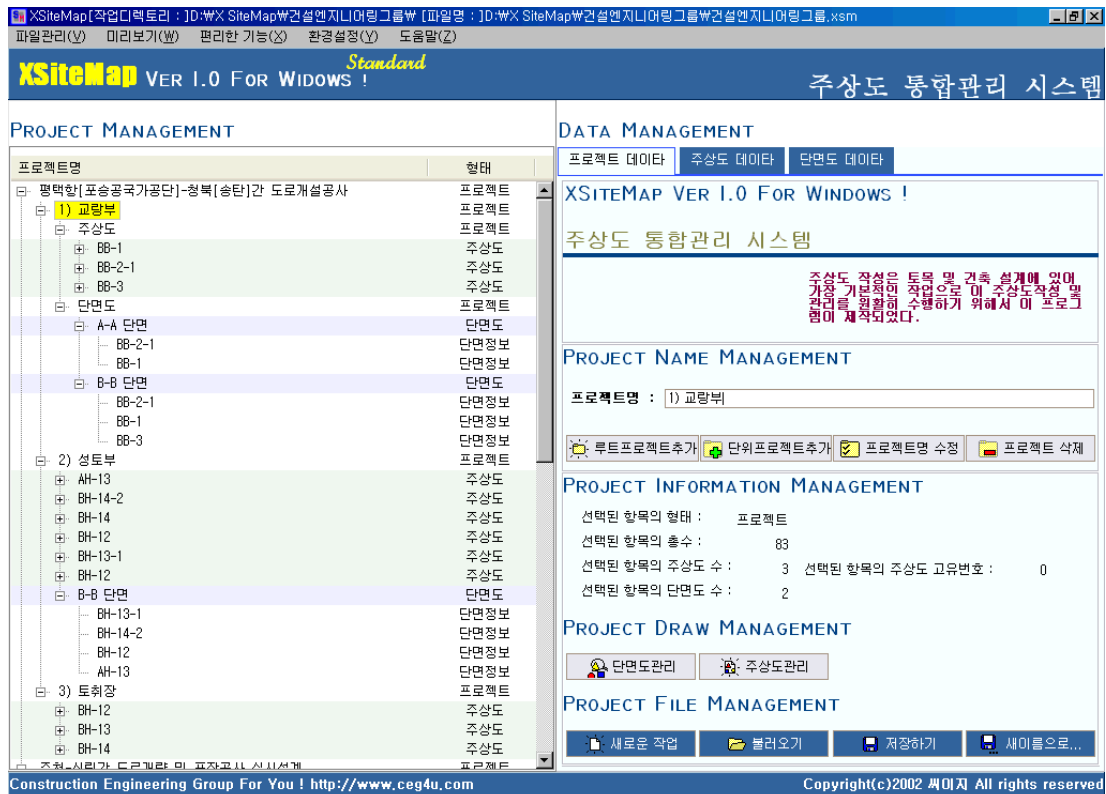 XSiteMap[작업디렉토리 : ]D:\X SiteMap\건설엔지니어링그룹\ [파일명 : ]D:\X SiteMap\건설엔지니어링그룹\건설엔지니어링그룹.xsm
파일관리(V) 미리보기(W) 편리한 기능(X) 환경설정(Y) 도움말(Z)
XSiteMap VER 1.0 FOR WIDOWS ! Standard
주상도 통합관리 시스템
PROJECT MANAGEMENT
프로젝트명 형태
평택항[포승공국가공단]-청북[송탄]간 도로개설공사 프로젝트
1) 교량부 프로젝트
주상도 프로젝트
BB-1 주상도
BB-2-1 주상도
BB-3 주상도
단면도 프로젝트
A-A 단면 단면도
BB-2-1 단면정보
BB-1 단면정보
B-B 단면 단면도
BB-2-1 단면정보
BB-1 단면정보
BB-3 단면정보
2) 성토부 프로젝트
AH-13 주상도
BH-14-2 주상도
BH-14 주상도
BH-12 주상도
BH-13-1 주상도
BH-12 주상도
B-B 단면 단면도
BH-13-1 단면정보
BH-14-2 단면정보
BH-12 단면정보
AH-13 단면정보
3) 토취장 프로젝트
BH-12 주상도
BH-13 주상도
BH-14 주상도
DATA MANAGEMENT
프로젝트 데이타 주상도 데이타 단면도 데이타
XSITEMAP VER 1.0 FOR WINDOWS !
주상도 통합관리 시스템
주상도 작성은 토목 및 건축 설계에 있어
가장 기본적인 작업으로 이 주상도작성 및
관리를 원활히 수행하기 위해서 이 프로그
램이 제작되었다.
PROJECT NAME MANAGEMENT
프로젝트명 : 1) 교량부
루트프로젝트추가 단위프로젝트추가 프로젝트명 수정 프로젝트 삭제
PROJECT INFORMATION MANAGEMENT
선택된 항목의 형태 : 프로젝트
선택된 항목의 총수 : 83
선택된 항목의 주상도 수 : 3 선택된 항목의 주상도 고유번호 : 0
선택된 항목의 단면도 수 : 2
PROJECT DRAW MANAGEMENT
단면도관리 주상도관리
PROJECT FILE MANAGEMENT
새로운 작업 불러오기 저장하기 새이름으로...
Construction Engineering Group For You ! http://www.ceg4u.com
Copyright(c)2002 씨이지 All rights reserved